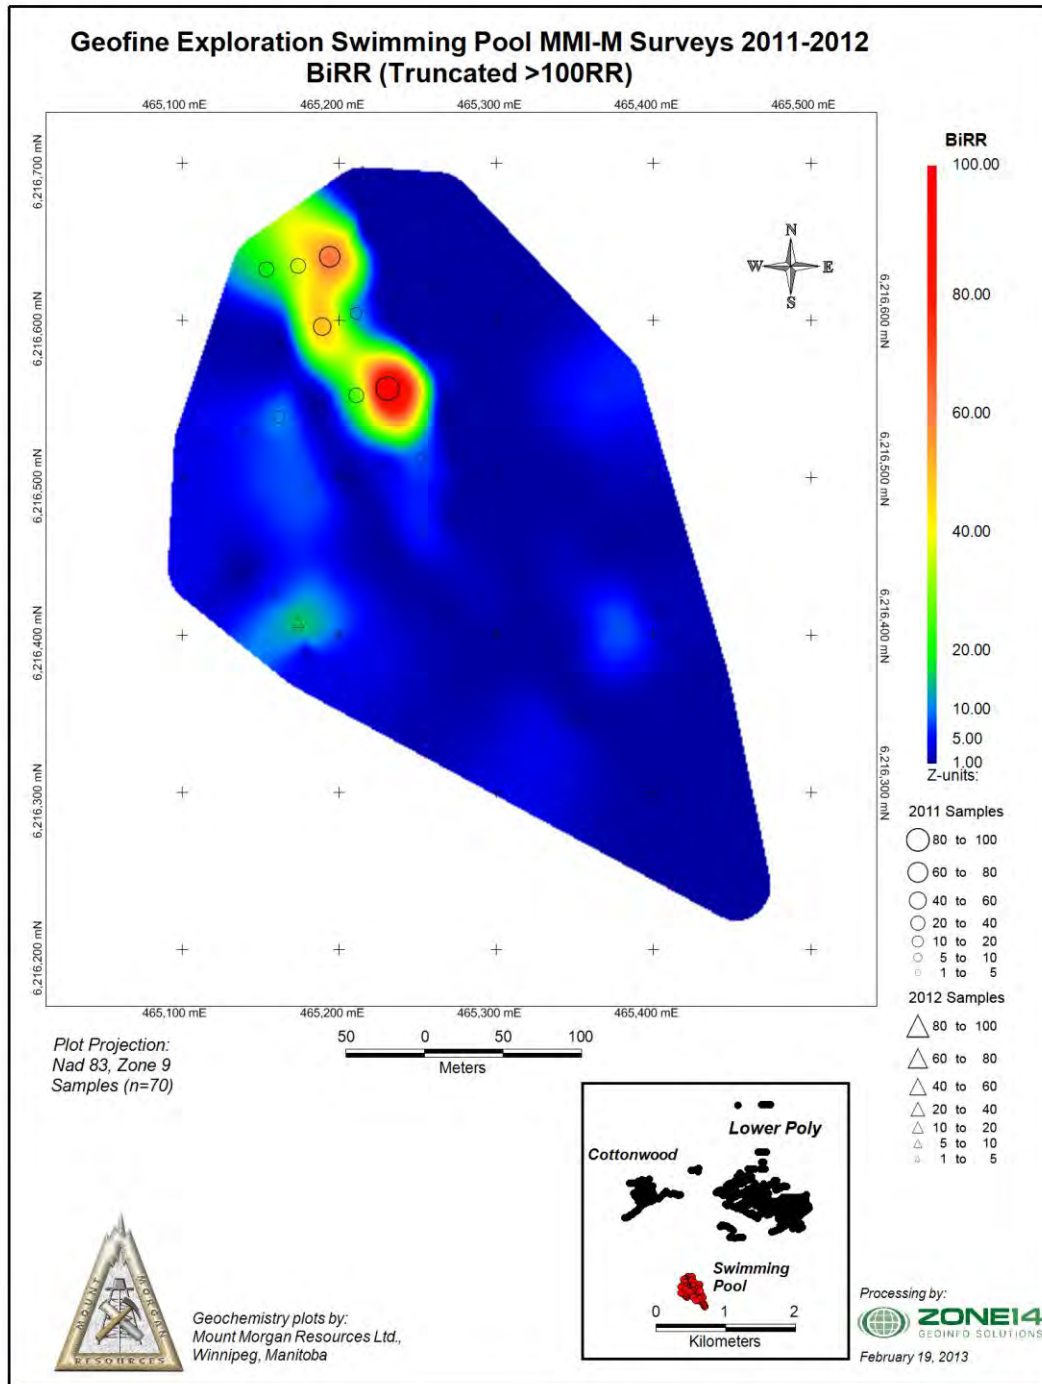 Geofine Exploration Swimming Pool MMI-M Surveys 2011-2012
BiRR (Truncated >100RR)
465,100 mE
465,200 mE
465,300 mE
465,400 mE
465,500 mE
6,216,700 mN
6,216,600 mN
6,216,500 mN
6,216,400 mN
6,216,300 mN
6,216,200 mN
N
W
E
S
6,216,600 mN
6,216,500 mN
6,216,400 mN
6,216,300 mN
465,100 mE
465,200 mE
465,300 mE
465,400 mE
BiRR
100.00
80.00
60.00
40.00
20.00
10.00
5.00
1.00
Z-units:
2011 Samples
80 to 100
60 to 80
40 to 60
20 to 40
10 to 20
5 to 10
1 to 5
2012 Samples
80 to 100
60 to 80
40 to 60
20 to 40
10 to 20
5 to 10
1 to 5
Plot Projection:
Nad 83, Zone 9
Samples (n=70)
50 0 50 100
Meters
Lower Poly
Cottonwood
Swimming
Pool
0 1 2
Kilometers
MOUNT MORGAN
RESOURCES
Geochemistry plots by:
Mount Morgan Resources Ltd.,
Winnipeg, Manitoba
Processing by:
ZONE14
GEOINFO SOLUTIONS
February 19, 2013